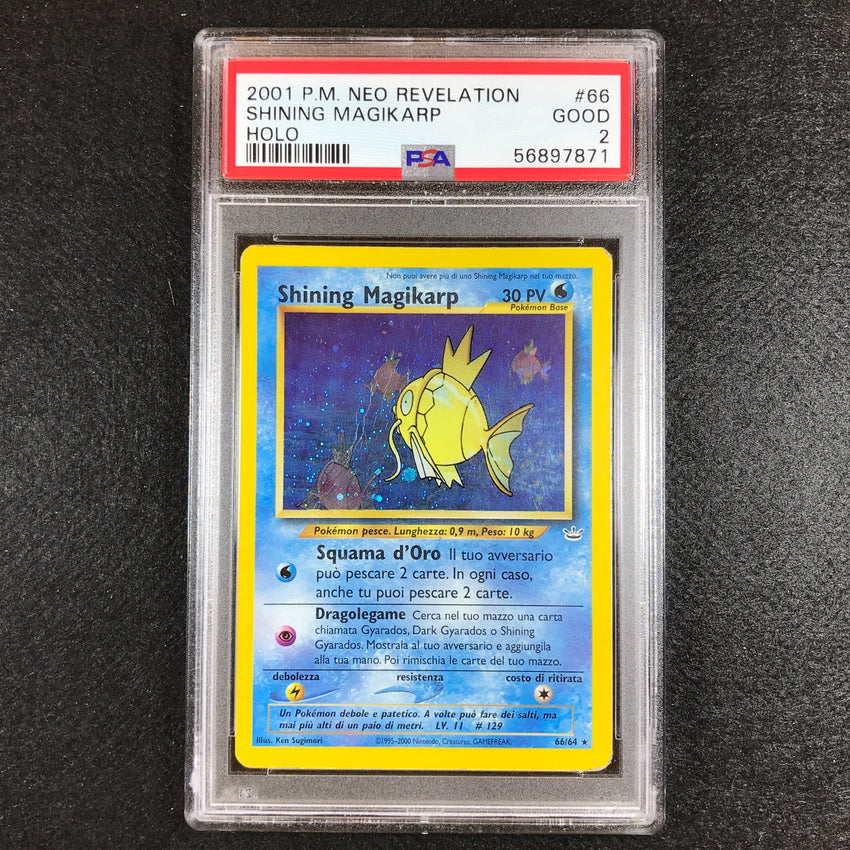 2001 P.M. NEO REVELATION #66
SHINING MAGIKARP GOOD
HOLO 2
PSA 56897871
Non puoi avere più di uno Shining Magikarp nel tuo mazzo.
Shining Magikarp 30 PV
Pokémon Base
Pokémon pesce. Lunghezza: 0,9 m, Peso: 10 kg
Squama d'Oro Il tuo avversario
può pescare 2 carte. In ogni caso,
anche tu puoi pescare 2 carte.
Dragolegame Cerca nel tuo mazzo una carta
chiamata Gyarados, Dark Gyarados o Shining
Gyarados. Mostrala al tuo avversario e aggiungila
alla tua mano. Poi rimischia le carte del tuo mazzo.
debolezza resistenza costo di ritirata
Un Pokémon debole e patetico. A volte può fare dei salti, ma
mai più alti di un paio di metri. LV. 11 # 129
Illus. Ken Sugimori ©1995-2000 Nintendo, Creatures, GAMEFREAK. 66/64 ★